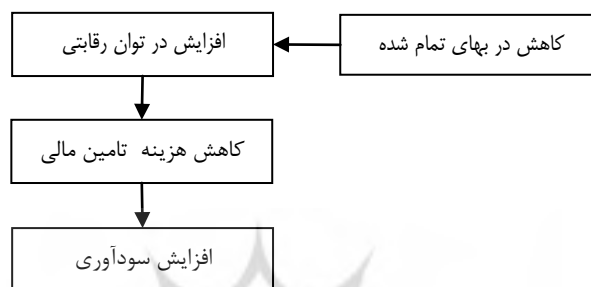 کاهش در بهای تمام شده
افزایش در توان رقابتی
کاهش هزینه تامین مالی
افزایش سودآوری